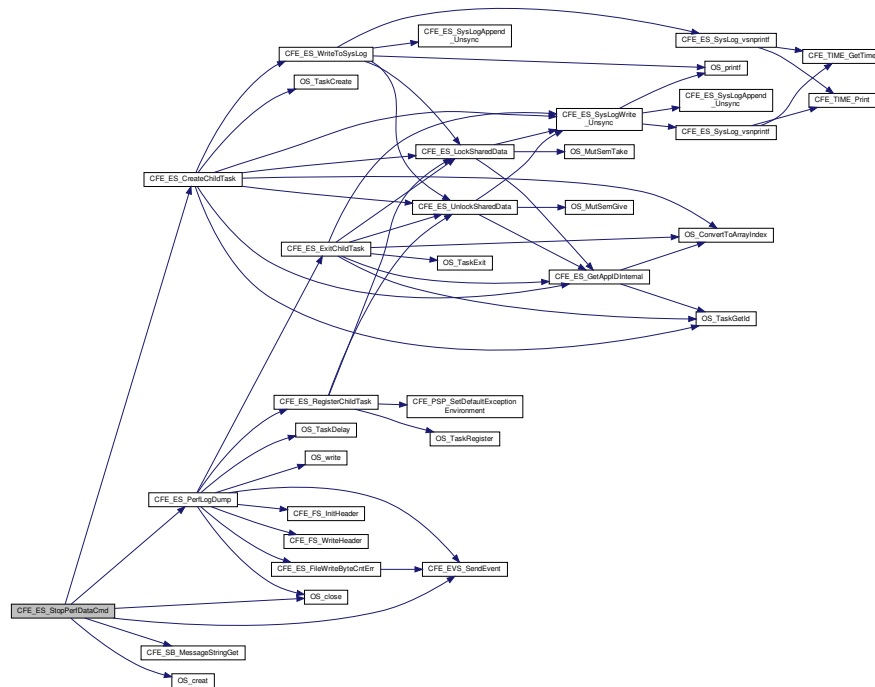 CFE_ES_SysLogAppend
_Unsync
CFE_ES_SysLog_vsnprintf
CFE_ES_WriteToSysLog
CFE_TIME_GetTime
OS_printf
OS_TaskCreate
CFE_ES_SysLogAppend
_Unsync
CFE_TIME_Print
CFE_ES_SysLogWrite
_Unsync
CFE_ES_SysLog_vsnprintf
CFE_ES_LockSharedData
OS_MutSemTake
CFE_ES_CreateChildTask
CFE_ES_UnlockSharedData
OS_MutSemGive
OS_ConvertToArrayIndex
CFE_ES_ExitChildTask
OS_TaskExit
CFE_ES_GetAppIDInternal
OS_TaskGetId
CFE_ES_RegisterChildTask
CFE_PSP_SetDefaultException
Environment
OS_TaskDelay
OS_TaskRegister
OS_write
CFE_ES_PerfLogDump
CFE_FS_InitHeader
CFE_FS_WriteHeader
CFE_ES_FileWriteByteCntErr
CFE_EVS_SendEvent
OS_close
CFE_ES_StopPerfDataCmd
CFE_SB_MessageStringGet
OS_creat